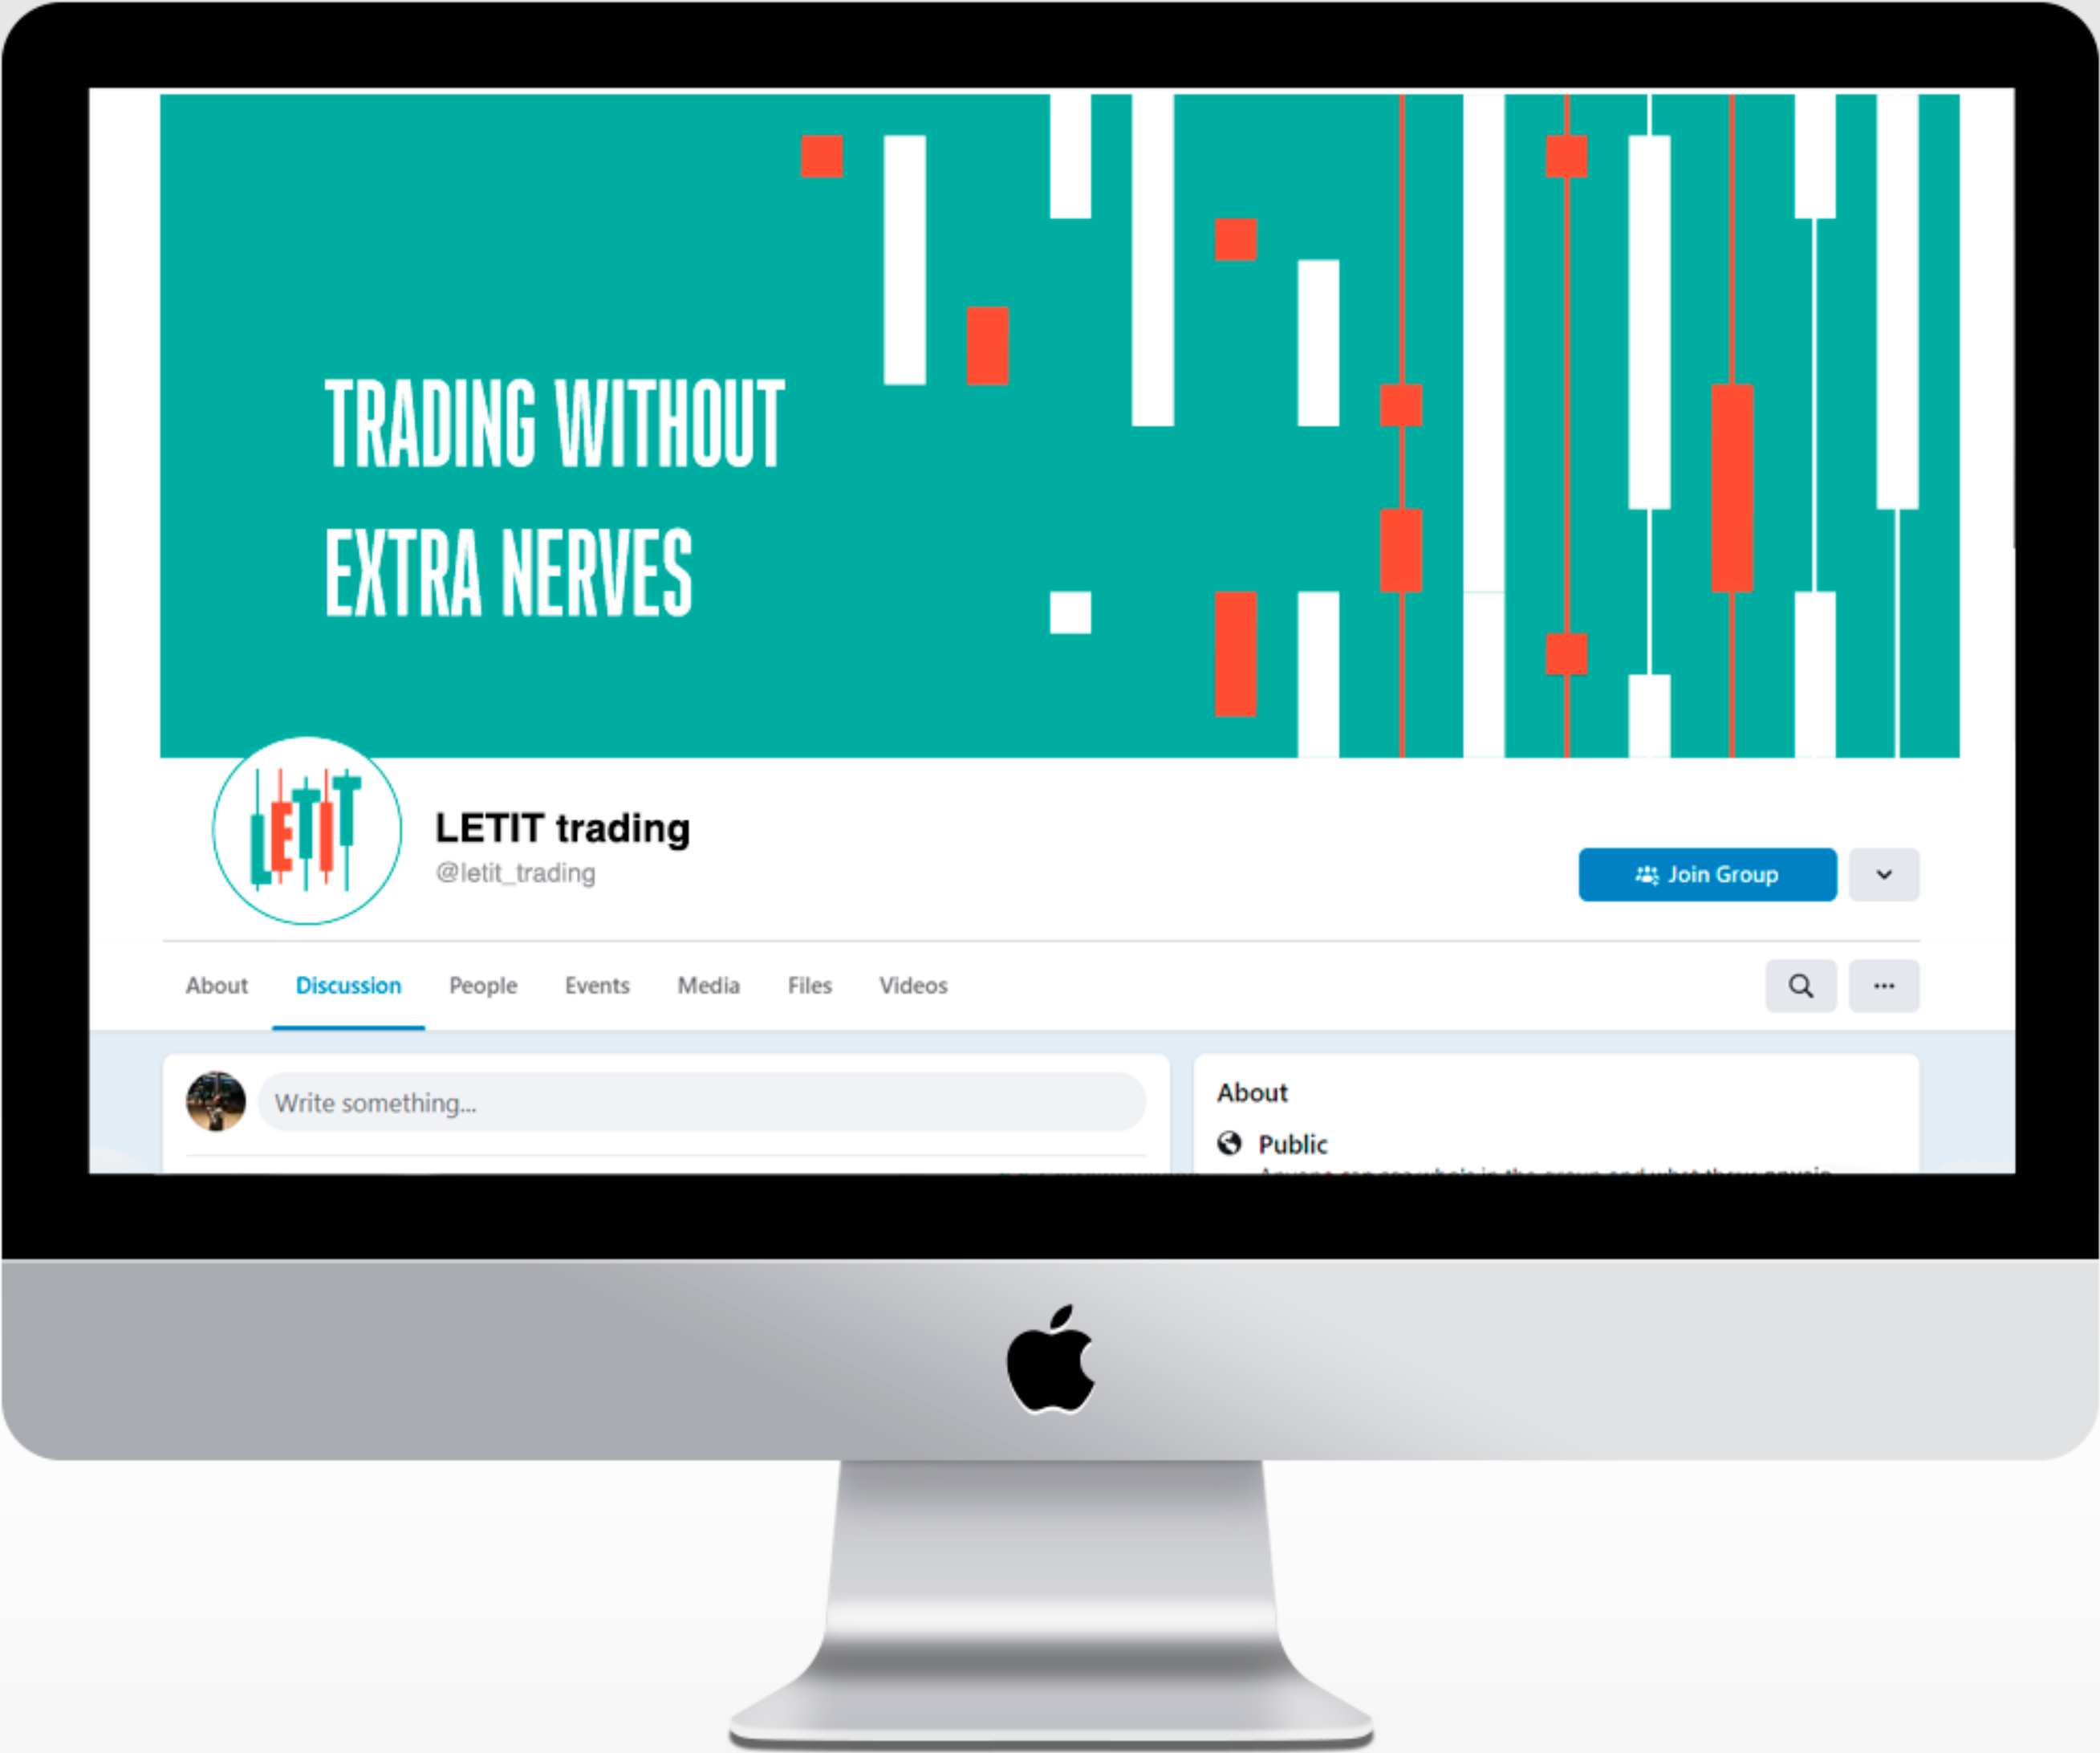 TRADING WITHOUT
EXTRA NERVES
LETIT
LETIT trading
@letit_trading
Join Group
About Discussion People Events Media Files Videos
Write something...
About
Public